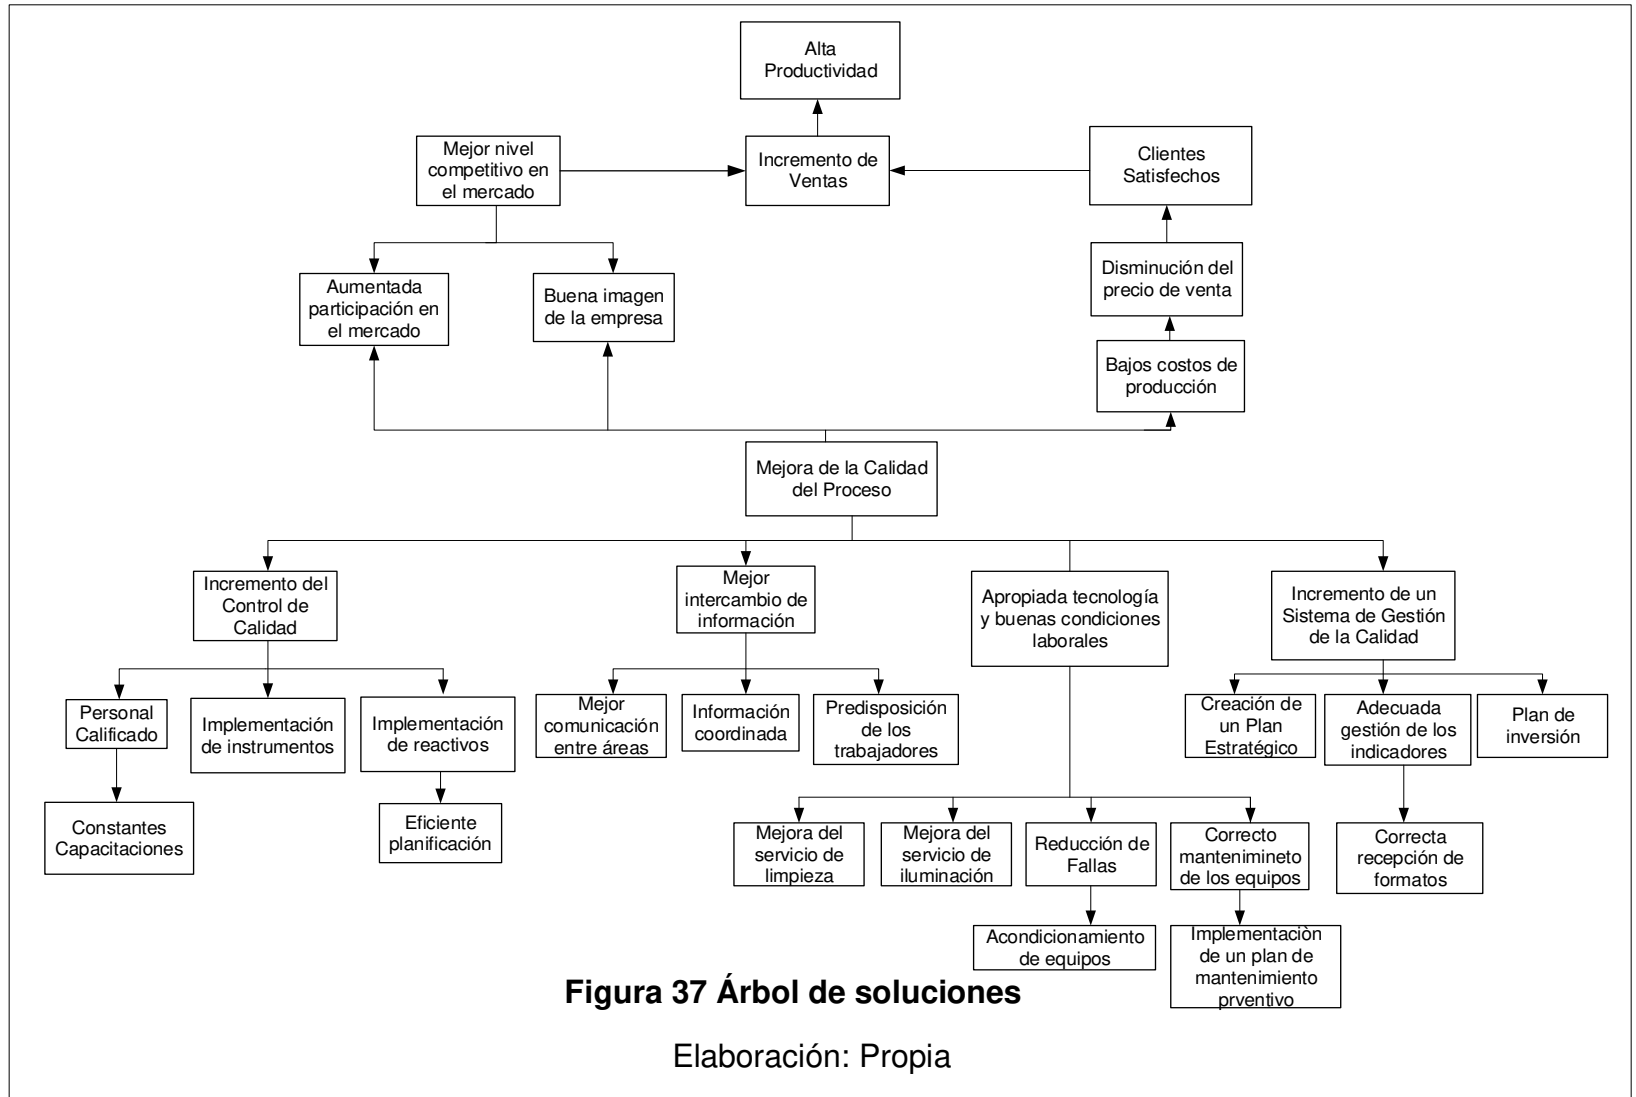 Alta
Productividad
Mejor nivel
competitivo en
el mercado
Incremento de
Ventas
Clientes
Satisfechos
Aumentada
participación en
el mercado
Buena imagen
de la empresa
Disminución del
precio de venta
Bajos costos de
producción
Mejora de la Calidad
del Proceso
Incremento del
Control de
Calidad
Mejor
intercambio de
información
Apropiada tecnología
y buenas condiciones
laborales
Incremento de un
Sistema de Gestión
de la Calidad
Personal
Calificado
Implementación
de instrumentos
Implementación
de reactivos
Mejor
comunicación
entre áreas
Información
coordinada
Predisposición
de los
trabajadores
Creación de
un Plan
Estratégico
Adecuada
gestión de los
indicadores
Plan de
inversión
Constantes
Capacitaciones
Eficiente
planificación
Mejora del
servicio de
limpieza
Mejora del
servicio de
iluminación
Reducción de
Fallas
Correcto
mantenimineto
de los equipos
Correcta
recepción de
formatos
Acondicionamiento
de equipos
Implementaciòn
de un plan de
mantenimiento
prventivo
Figura 37 Árbol de soluciones
Elaboración: Propia